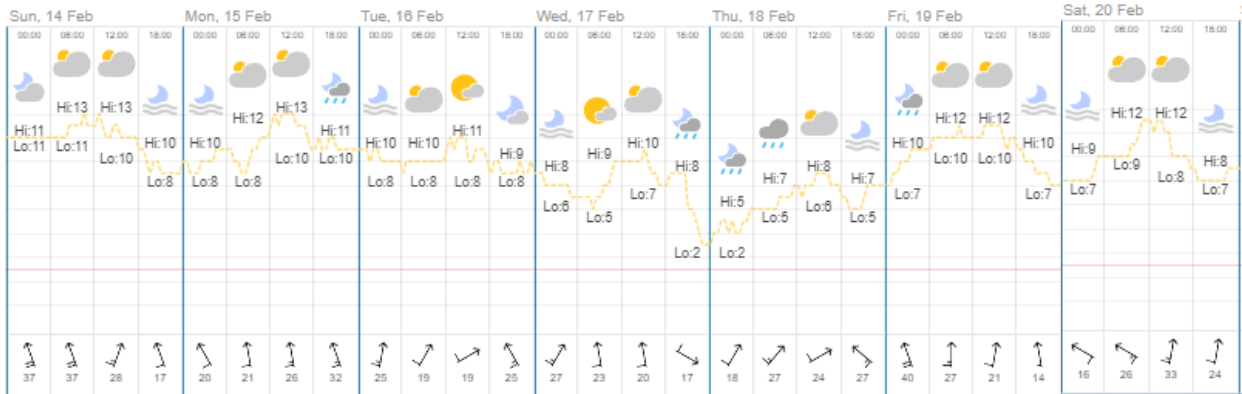 Sun, 14 Feb Mon, 15 Feb Tue, 16 Feb Wed, 17 Feb Thu, 18 Feb Fri, 19 Feb Sat, 20 Feb
00:00 06:00 12:00 18:00 00:00 06:00 12:00 18:00 00:00 06:00 12:00 18:00 00:00 06:00 12:00 18:00 00:00 06:00 12:00 18:00 00:00 06:00 12:00 18:00 00:00 06:00 12:00 18:00
Hi:11 Hi:13 Hi:13 Hi:10 Hi:10 Hi:12 Hi:13 Hi:11 Hi:10 Hi:10 Hi:11 Hi:9 Hi:8 Hi:9 Hi:10 Hi:8 Hi:5 Hi:7 Hi:8 Hi:7 Hi:10 Hi:12 Hi:12 Hi:10 Hi:9 Hi:12 Hi:12 Hi:8
Lo:11 Lo:11 Lo:10 Lo:8 Lo:8 Lo:8 Lo:10 Lo:10 Lo:8 Lo:8 Lo:8 Lo:8 Lo:6 Lo:5 Lo:7 Lo:2 Lo:2 Lo:5 Lo:6 Lo:5 Lo:7 Lo:10 Lo:10 Lo:7 Lo:7 Lo:9 Lo:8 Lo:7
37 37 28 17 20 21 26 32 25 19 19 25 27 23 20 17 18 27 24 27 40 27 21 14 16 26 33 24